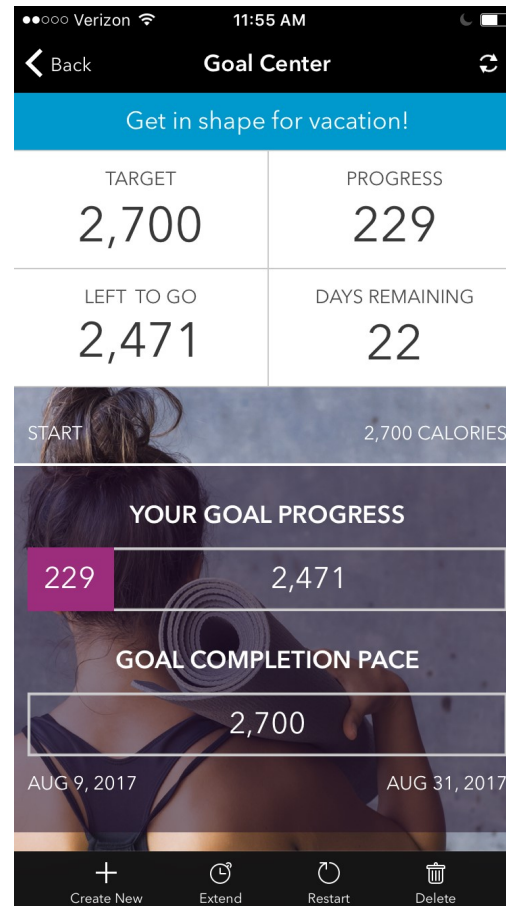 Verizon 11:55 AM
Back Goal Center
Get in shape for vacation!
TARGET PROGRESS
2,700 229
LEFT TO GO DAYS REMAINING
2,471 22
START 2,700 CALORIES
YOUR GOAL PROGRESS
229 2,471
GOAL COMPLETION PACE
2,700
AUG 9, 2017 AUG 31, 2017
Create New Extend Restart Delete